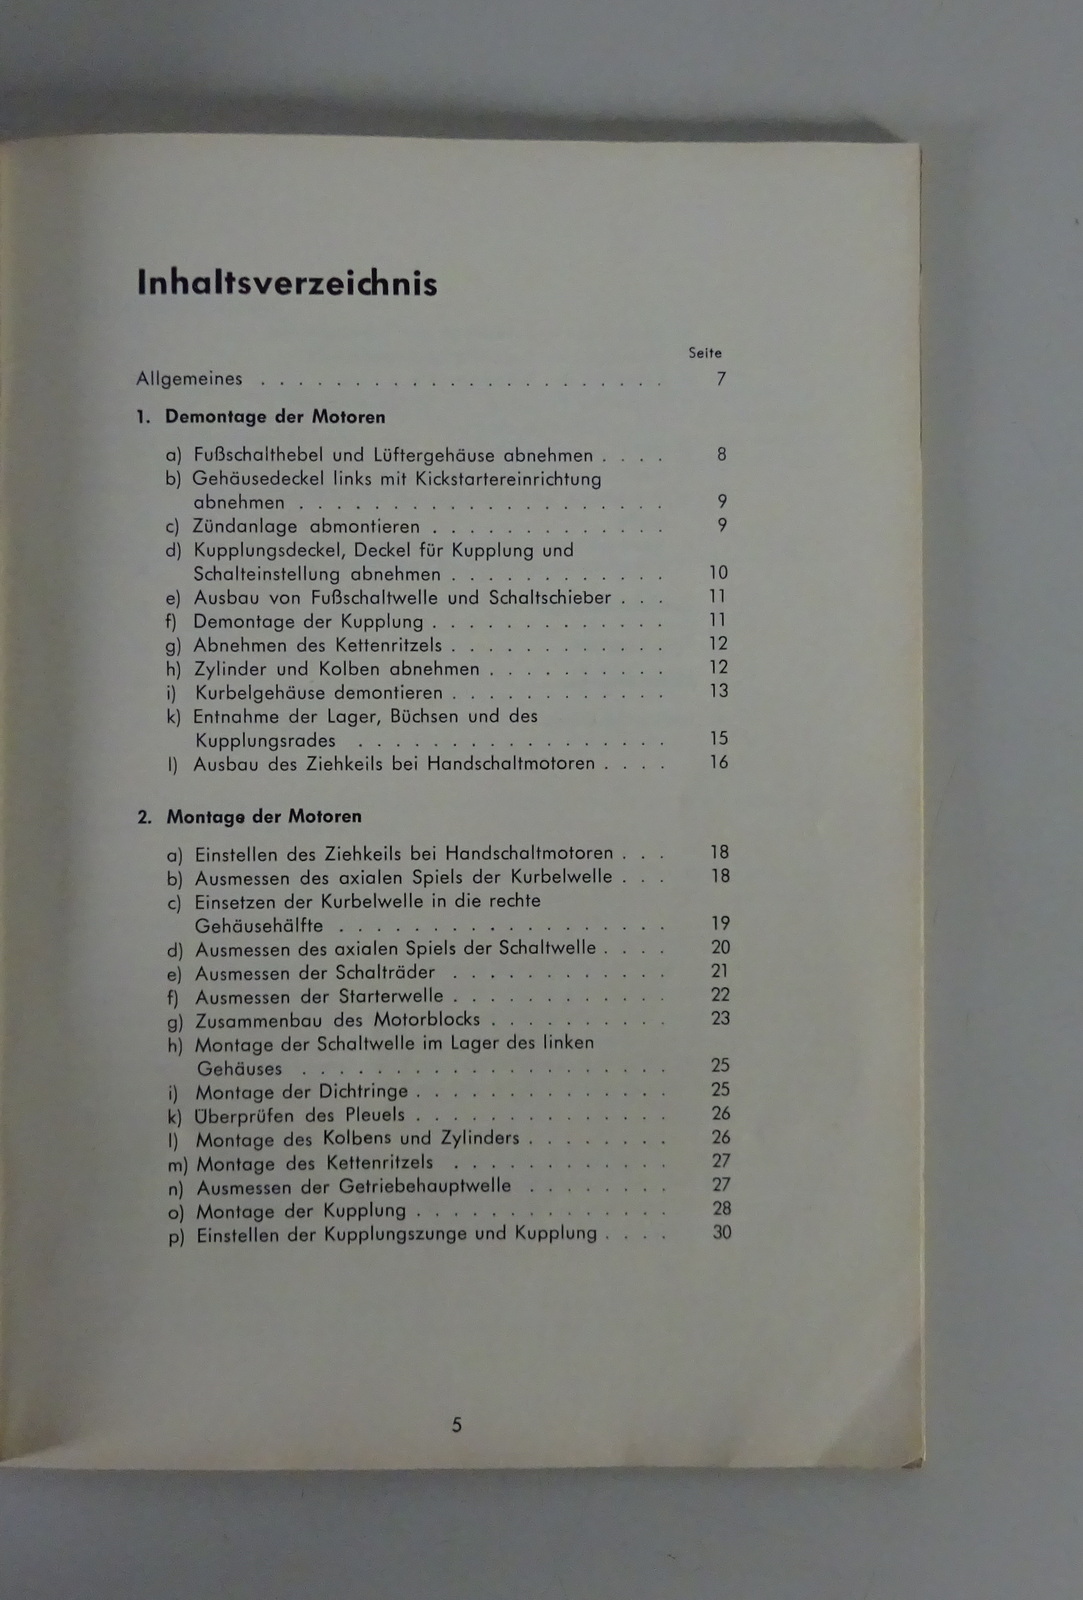 Inhaltsverzeichnis
Seite
Allgemeines . . . . . . . . . . . . . . . . . . . . . . 7
1. Demontage der Motoren
a) Fußschalthebel und Lüftergehäuse abnehmen . . . . 8
b) Gehäusedeckel links mit Kickstartereinrichtung
abnehmen . . . . . . . . . . . . . . . . . . . . 9
c) Zündanlage abmontieren . . . . . . . . . . . . . 9
d) Kupplungsdeckel, Deckel für Kupplung und
Schalteinstellung abnehmen . . . . . . . . . . . . 10
e) Ausbau von Fußschaltwelle und Schaltschieber . . . 11
f) Demontage der Kupplung . . . . . . . . . . . . . 11
g) Abnehmen des Kettenritzels . . . . . . . . . . . . 12
h) Zylinder und Kolben abnehmen . . . . . . . . . . 12
i) Kurbelgehäuse demontieren . . . . . . . . . . . . 13
k) Entnahme der Lager, Büchsen und des
Kupplungsrades . . . . . . . . . . . . . . . . . 15
l) Ausbau des Ziehkeils bei Handschaltmotoren . . . . 16
2. Montage der Motoren
a) Einstellen des Ziehkeils bei Handschaltmotoren . . . 18
b) Ausmessen des axialen Spiels der Kurbelwelle . . . 18
c) Einsetzen der Kurbelwelle in die rechte
Gehäusehälfte . . . . . . . . . . . . . . . . . . 19
d) Ausmessen des axialen Spiels der Schaltwelle . . . . 20
e) Ausmessen der Schalträder . . . . . . . . . . . . 21
f) Ausmessen der Starterwelle . . . . . . . . . . . . 22
g) Zusammenbau des Motorblocks . . . . . . . . . . 23
h) Montage der Schaltwelle im Lager des linken
Gehäuses . . . . . . . . . . . . . . . . . . . . 25
i) Montage der Dichtringe . . . . . . . . . . . . . . 25
k) Überprüfen des Pleuels . . . . . . . . . . . . . . 26
l) Montage des Kolbens und Zylinders . . . . . . . . 26
m) Montage des Kettenritzels . . . . . . . . . . . . 27
n) Ausmessen der Getriebehauptwelle . . . . . . . . 27
o) Montage der Kupplung . . . . . . . . . . . . . . 28
p) Einstellen der Kupplungszunge und Kupplung . . . . 30
5